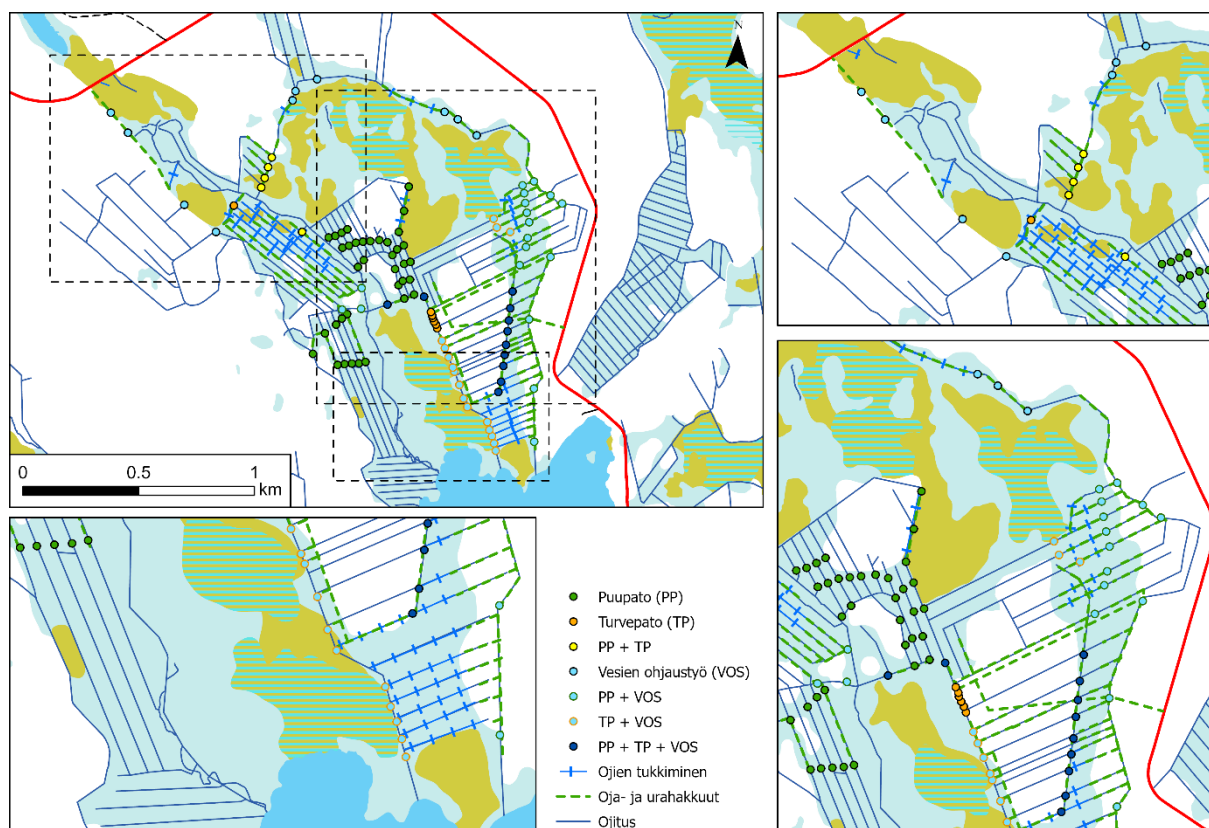 N
0
0.5
1
km
Puupato (PP)
Turvepato (TP)
PP + TP
Vesien ohjaustyö (VOS)
PP + VOS
TP + VOS
PP + TP + VOS
Ojien tukkiminen
Oja- ja urahakkuut
Ojitus